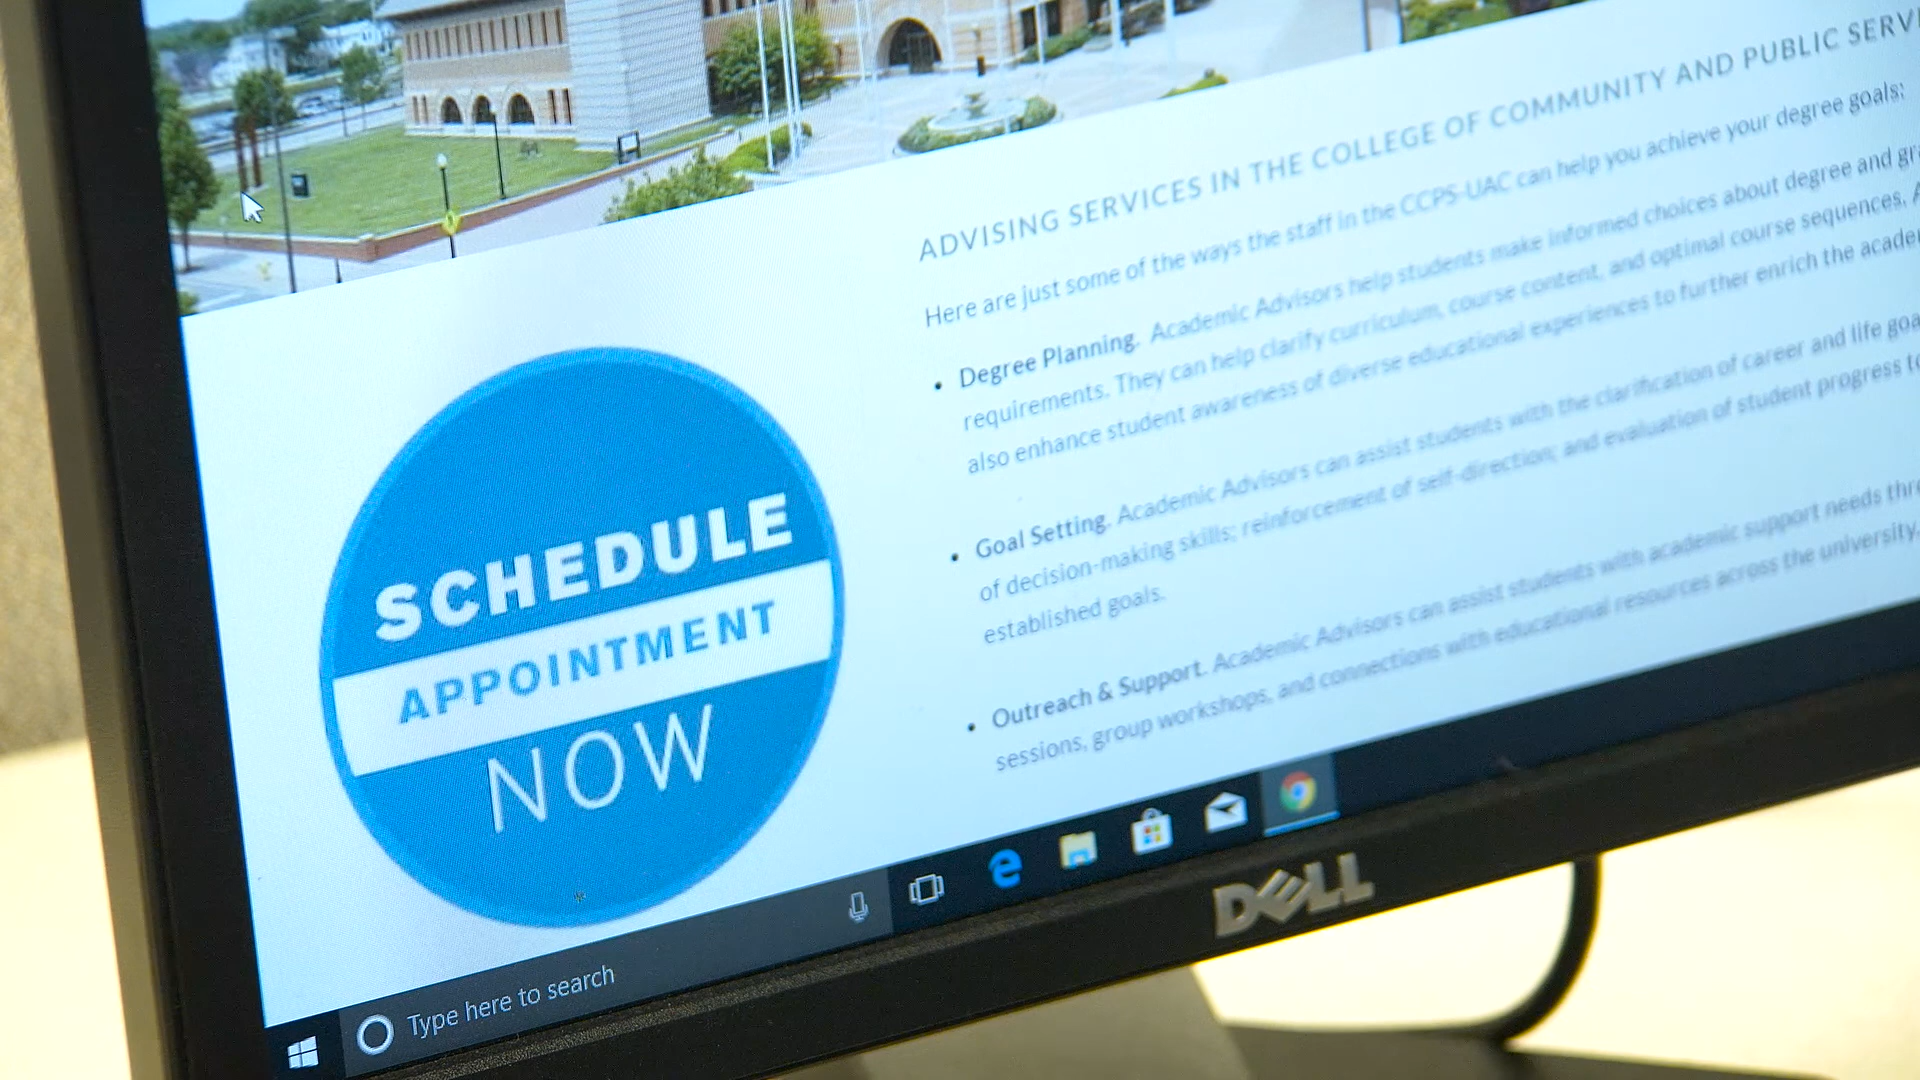 ADVISING SERVICES IN THE COLLEGE OF COMMUNITY AND PUBLIC
Here are just some of the ways the staff in the CCPS-UAC can help you achieve your degree goals:
• Degree Planning. Academic Advisors help students make informed choices about degree and
requirements. They can help clarify curriculum, course content, and optimal course sequences.
also enhance student awareness of diverse educational experiences to further enrich the
• Goal Setting. Academic Advisors can assist students with the clarification of career and life
of decision-making skills; reinforcement of self-direction; and evaluation of student progress
established goals.
• Outreach & Support. Academic Advisors can assist students with academic support needs
sessions, group workshops, and connections with educational resources across the university.
SCHEDULE
APPOINTMENT
NOW
Type here to search
DELL